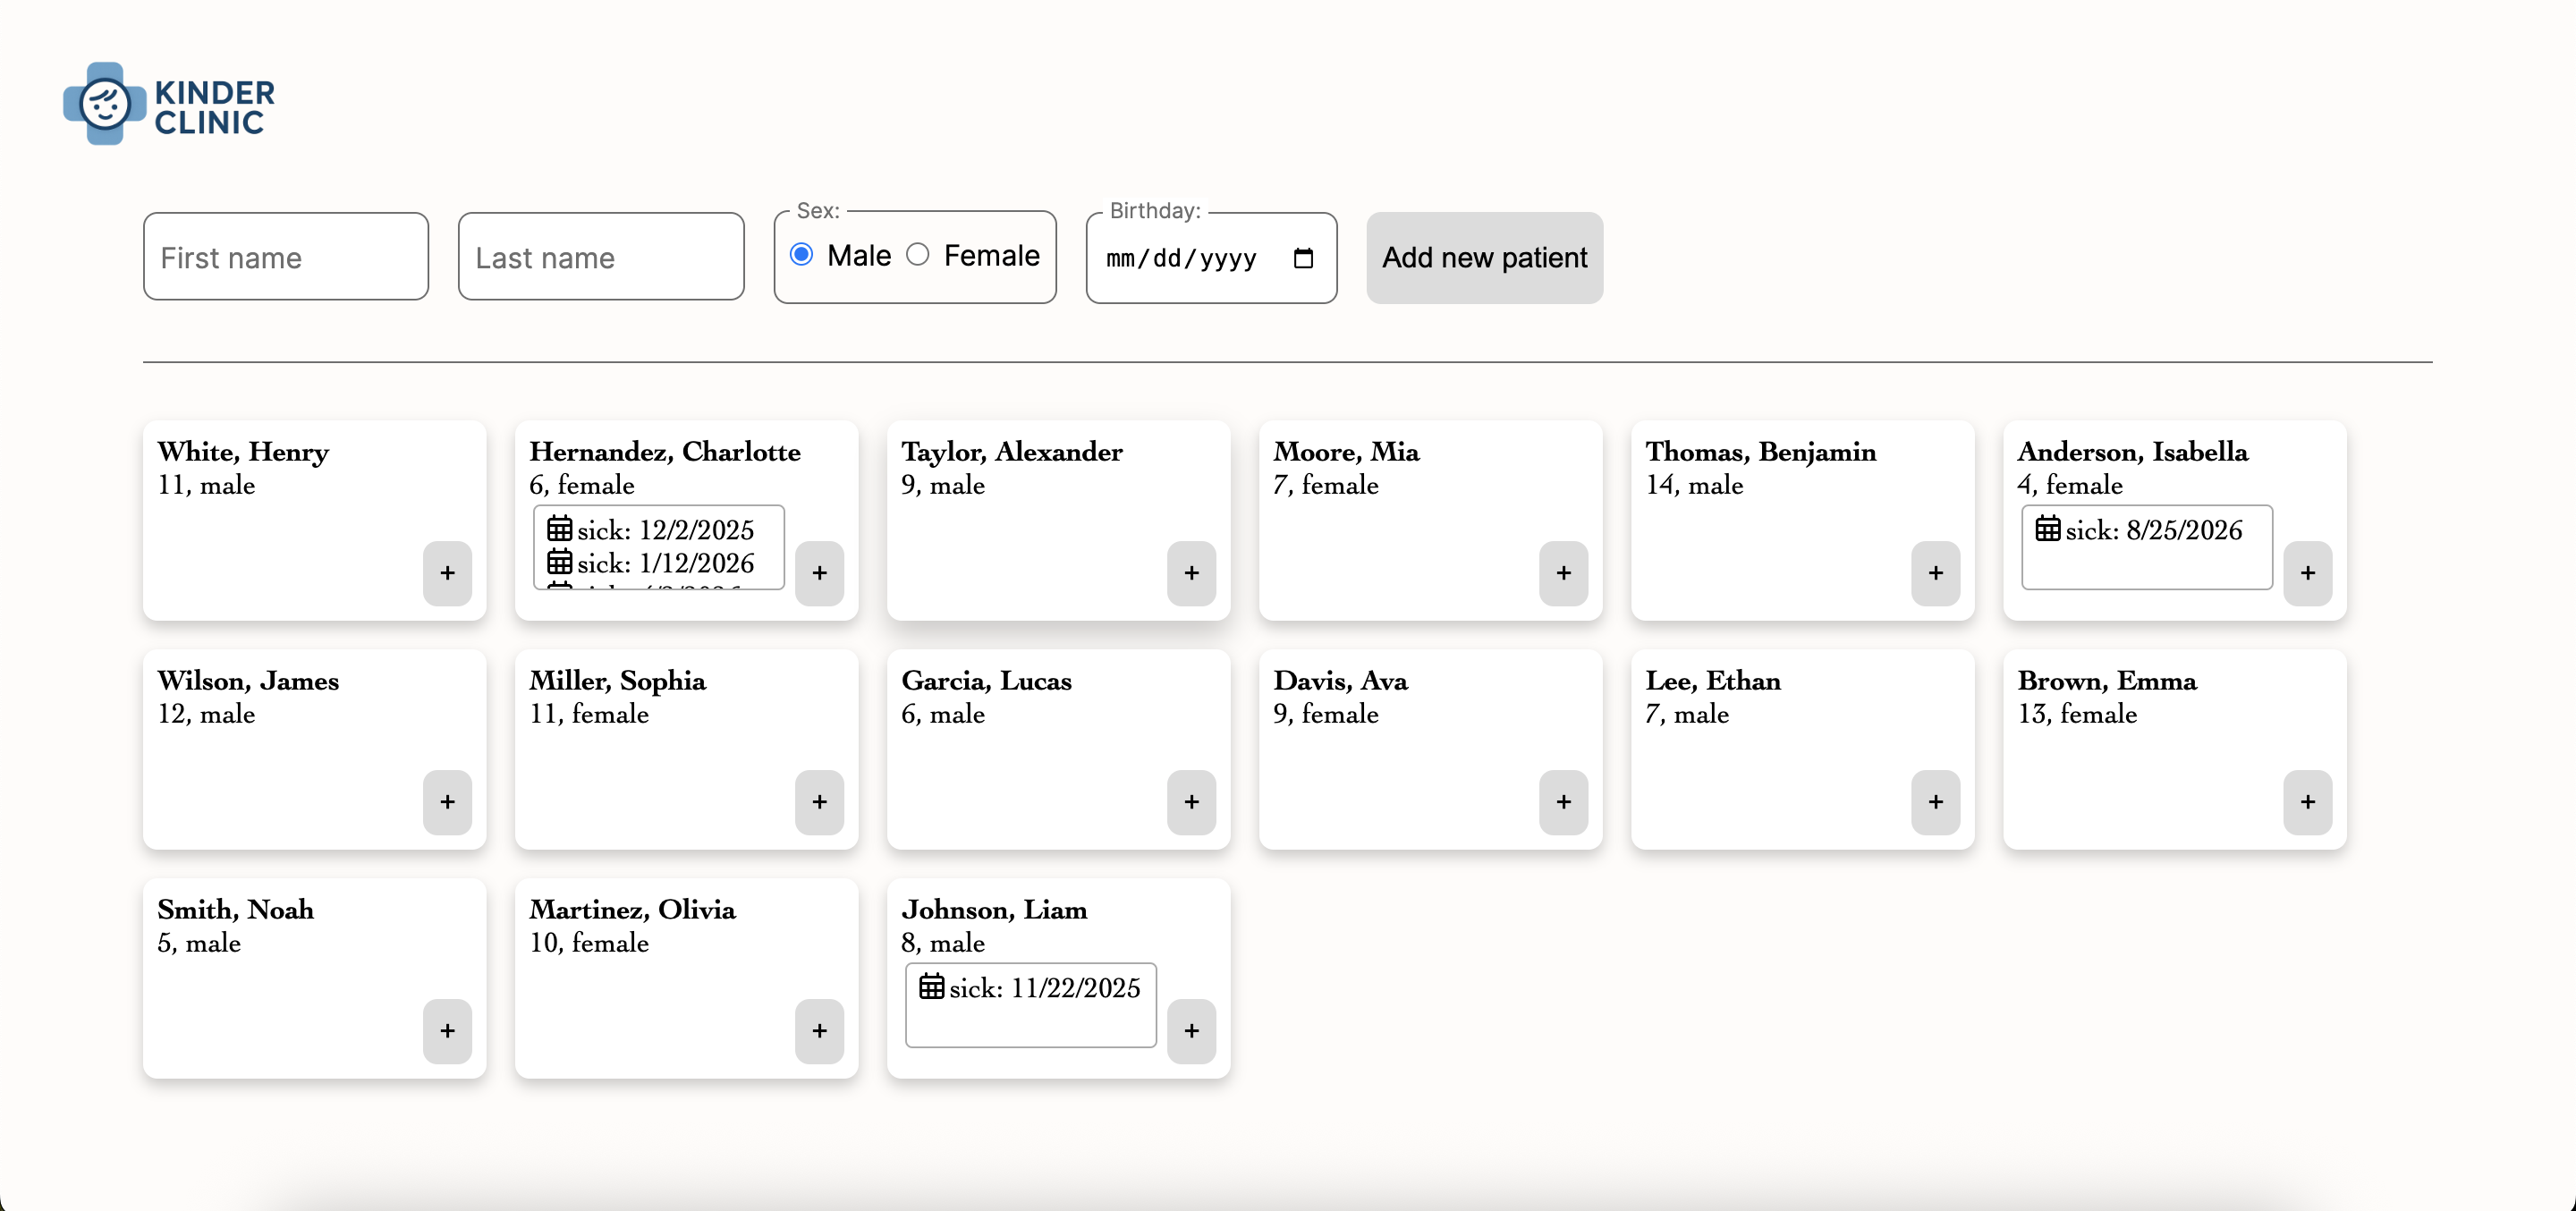 KINDER
CLINIC
First name
Last name
Sex:
Male Female
Birthday:
mm/dd/yyyy
Add new patient
White, Henry
11, male
+
Hernandez, Charlotte
6, female
sick: 12/2/2025
sick: 1/12/2026
+
Taylor, Alexander
9, male
+
Moore, Mia
7, female
+
Thomas, Benjamin
14, male
+
Anderson, Isabella
4, female
sick: 8/25/2026
+
Wilson, James
12, male
+
Miller, Sophia
11, female
+
Garcia, Lucas
6, male
+
Davis, Ava
9, female
+
Lee, Ethan
7, male
+
Brown, Emma
13, female
+
Smith, Noah
5, male
+
Martinez, Olivia
10, female
+
Johnson, Liam
8, male
sick: 11/22/2025
+